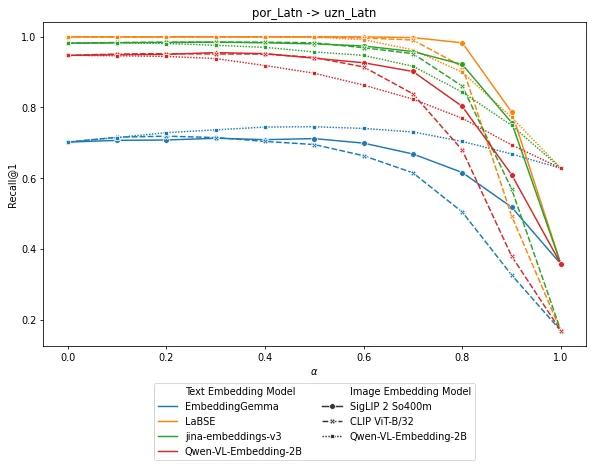 por_Latn -> uzn_Latn
Recall@1
1.0
0.8
0.6
0.4
0.2
0.0
0.2
0.4
0.6
0.8
1.0
α
Text Embedding Model
EmbeddingGemma
LaBSE
jina-embeddings-v3
Qwen-VL-Embedding-2B
Image Embedding Model
SigLIP 2 So400m
CLIP ViT-B/32
Qwen-VL-Embedding-2B